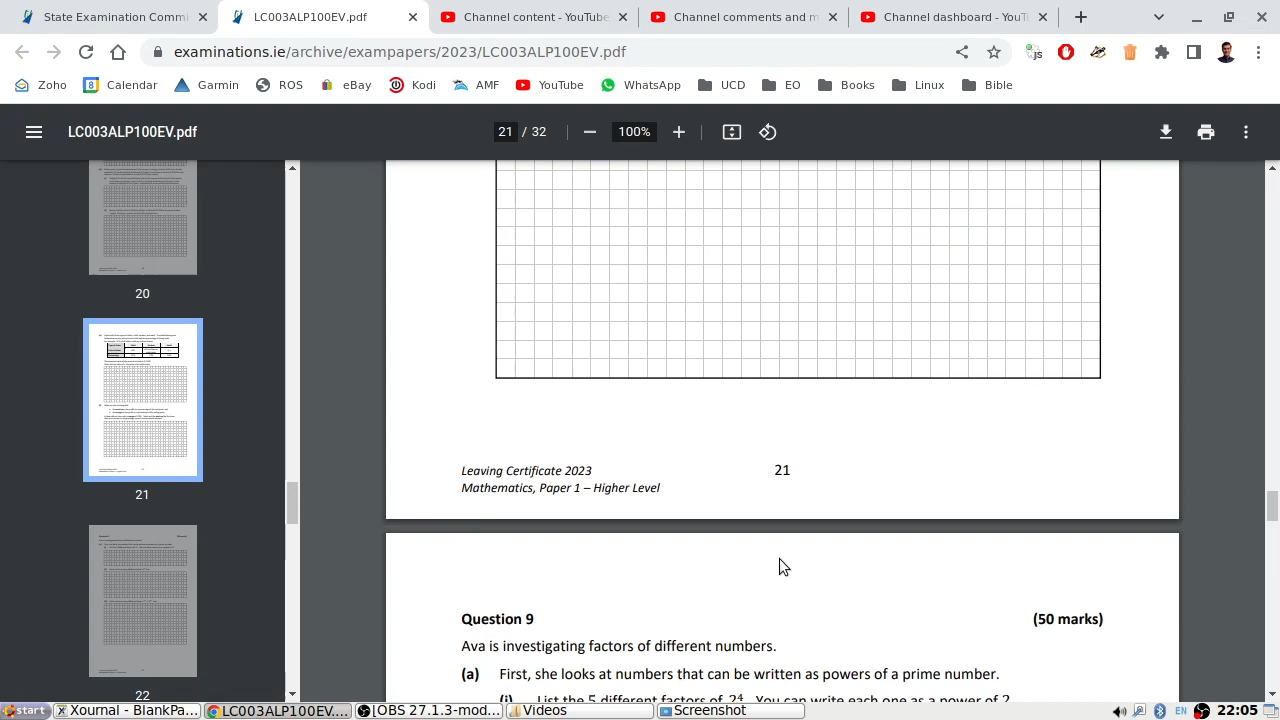 State Examination Commi
LC003ALP100EV.pdf
Channel content - YouTube
Channel comments and m
Channel dashboard - YouTu
examinations.ie/archive/exampapers/2023/LC003ALP100EV.pdf
Zoho
8 Calendar
Garmin
ROS
eBay
Kodi
AMF
YouTube
WhatsApp
UCD
EO
Books
Linux
Bible
LC003ALP100EV.pdf
21 / 32
100%
20
21
22
Leaving Certificate 2023
21
Mathematics, Paper 1 – Higher Level
Question 9 (50 marks)
Ava is investigating factors of different numbers.
(a) First, she looks at numbers that can be written as powers of a prime number.
(i) List the 5 different factors of 2⁴. You can write each one as a power of 2.
start
Xournal - BlankPa...
LC003ALP100EV....
[OBS 27.1.3-mod...
Videos
Screenshot
EN
22:05